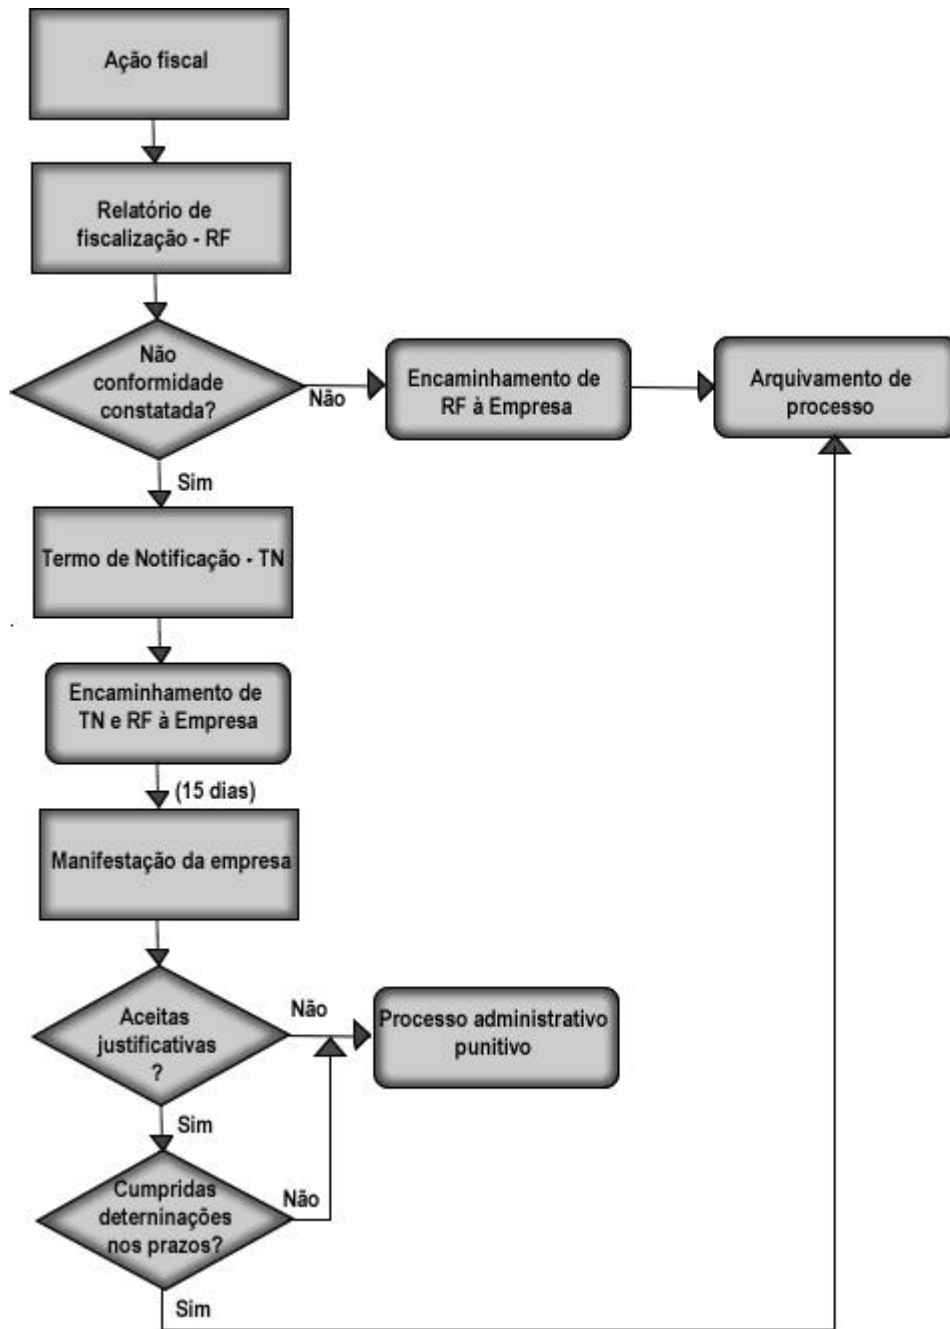 Ação fiscal
Relatório de
fiscalização - RF
Não
conformidade
constatada?
Não
Encaminhamento de
RF à Empresa
Arquivamento de
processo
Sim
Termo de Notificação - TN
Encaminhamento de
TN e RF à Empresa
(15 dias)
Manifestação da empresa
Aceitas
justificativas
?
Não
Processo administrativo
punitivo
Sim
Cumpridas
deterninações
nos prazos?
Não
Sim